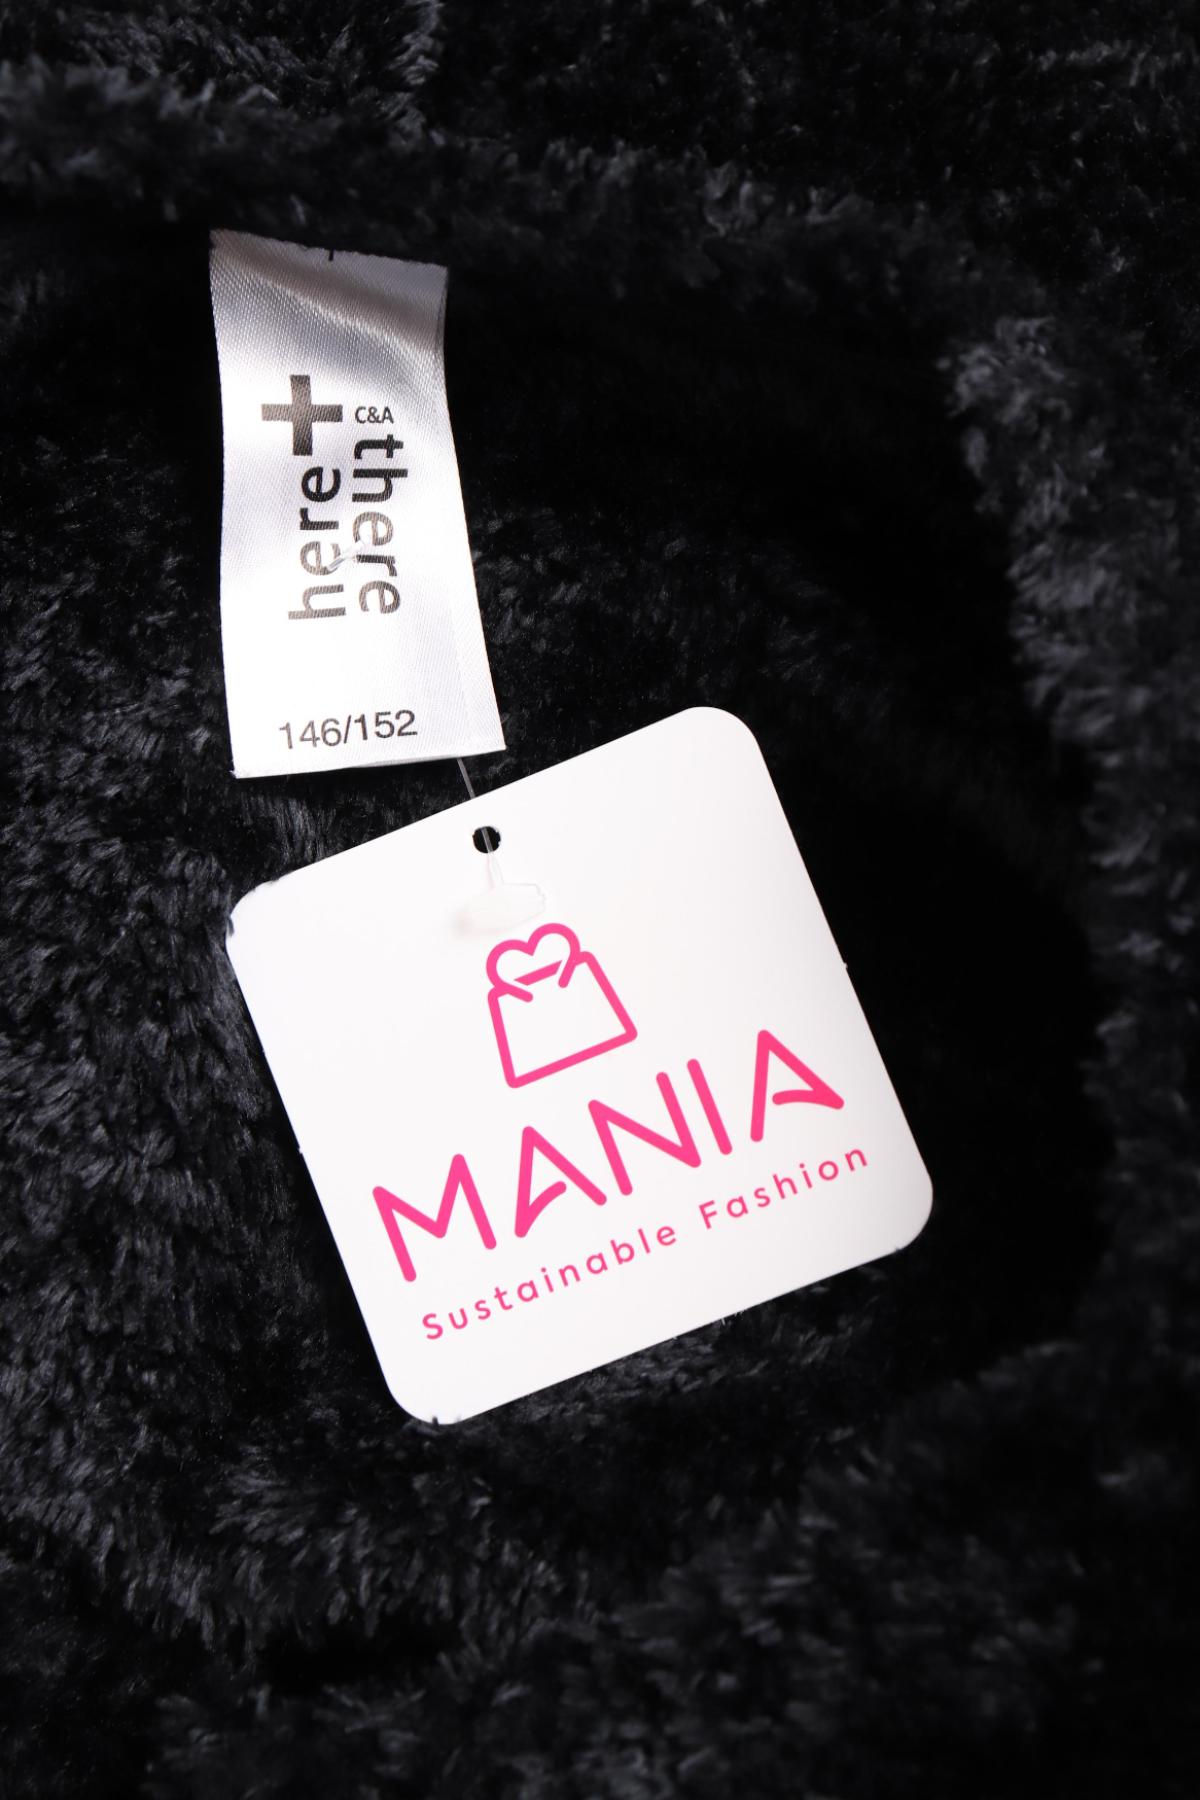 here+
C&A
there
146/152
MANIA
Sustainable Fashion